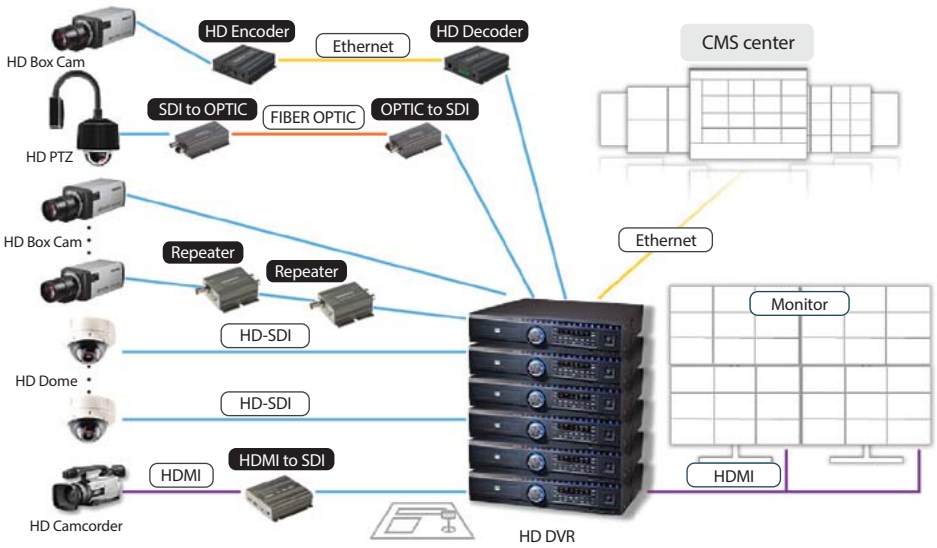 HD Encoder
Ethernet
HD Decoder
CMS center
HD Box Cam
SDI to OPTIC
FIBER OPTIC
OPTIC to SDI
HD PTZ
HD Box Cam
Ethernet
Repeater
Repeater
Monitor
HD-SDI
HD Dome
HD-SDI
HDMI
HDMI to SDI
HDMI
HD Camcorder
HD DVR